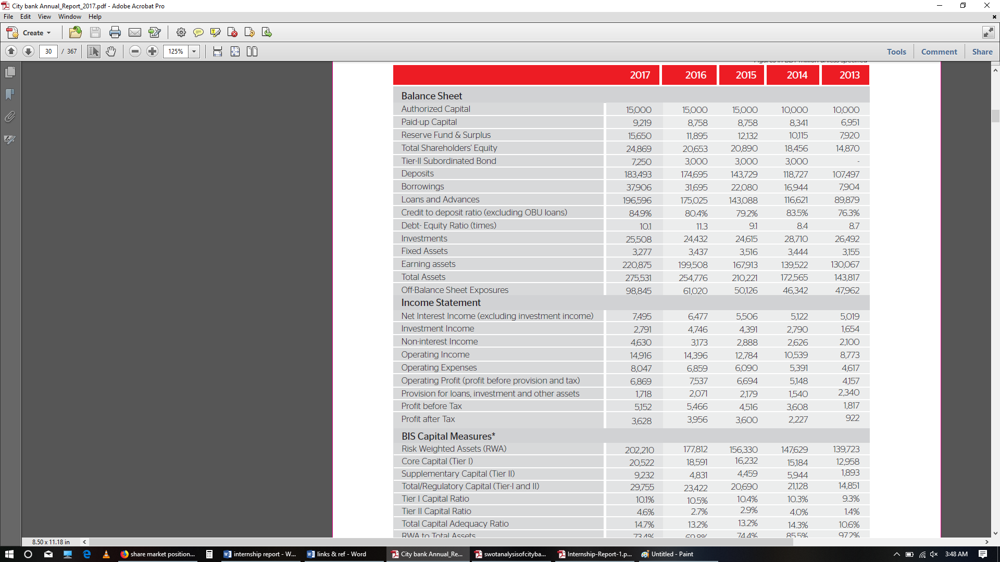 City bank Annual_Report_2017.pdf - Adobe Acrobat Pro
File Edit View Window Help
Create
30 / 367 125% Tools Comment Share
2017 2016 2015 2014 2013
Balance Sheet
Authorized Capital 15,000 15,000 15,000 10,000 10,000
Paid-up Capital 9,219 8,758 8,758 8,341 6,951
Reserve Fund & Surplus 15,650 11,895 12,132 10,115 7,920
Total Shareholders' Equity 24,869 20,653 20,890 18,456 14,870
Tier-II Subordinated Bond 7,250 3,000 3,000 3,000 -
Deposits 183,493 174,695 143,729 118,727 107,497
Borrowings 37,906 31,695 22,080 16,944 7,904
Loans and Advances 196,596 175,025 143,088 116,621 89,879
Credit to deposit ratio (excluding OBU loans) 84.9% 80.4% 79.2% 83.5% 76.3%
Debt- Equity Ratio (times) 10.1 11.3 9.1 8.4 8.7
Investments 25,508 24,432 24,615 28,710 26,492
Fixed Assets 3,277 3,437 3,516 3,444 3,155
Earning assets 220,875 199,508 167,913 139,522 130,067
Total Assets 275,531 254,776 210,221 172,565 143,817
Off-Balance Sheet Exposures 98,845 61,020 50,126 46,342 47,962
Income Statement
Net Interest Income (excluding investment income) 7,495 6,477 5,506 5,122 5,019
Investment Income 2,791 4,746 4,391 2,790 1,654
Non-interest Income 4,630 3,173 2,888 2,626 2,100
Operating Income 14,916 14,396 12,784 10,539 8,773
Operating Expenses 8,047 6,859 6,090 5,391 4,617
Operating Profit (profit before provision and tax) 6,869 7,537 6,694 5,148 4,157
Provision for loans, investment and other assets 1,718 2,071 2,179 1,540 2,340
Profit before Tax 5,152 5,466 4,516 3,608 1,817
Profit after Tax 3,628 3,956 3,600 2,227 922
BIS Capital Measures*
Risk Weighted Assets (RWA) 202,210 177,812 156,330 147,629 139,723
Core Capital (Tier I) 20,522 18,591 16,232 15,184 12,958
Supplementary Capital (Tier II) 9,232 4,831 4,459 5,944 1,893
Total/Regulatory Capital (Tier-I and II) 29,755 23,422 20,690 21,128 14,851
Tier I Capital Ratio 10.1% 10.5% 10.4% 10.3% 9.3%
Tier II Capital Ratio 4.6% 2.7% 2.9% 4.0% 1.4%
Total Capital Adequacy Ratio 14.7% 13.2% 13.2% 14.3% 10.6%
RWA to Total Assets 73.4% 69.8% 74.4% 85.5% 97.2%
8.50 x 11.18 in
share market position... internship report - W... links & ref - Word City bank Annual_Re... swotanalysisofcityba... Internship-Report-1.p... Untitled - Paint 3:48 AM